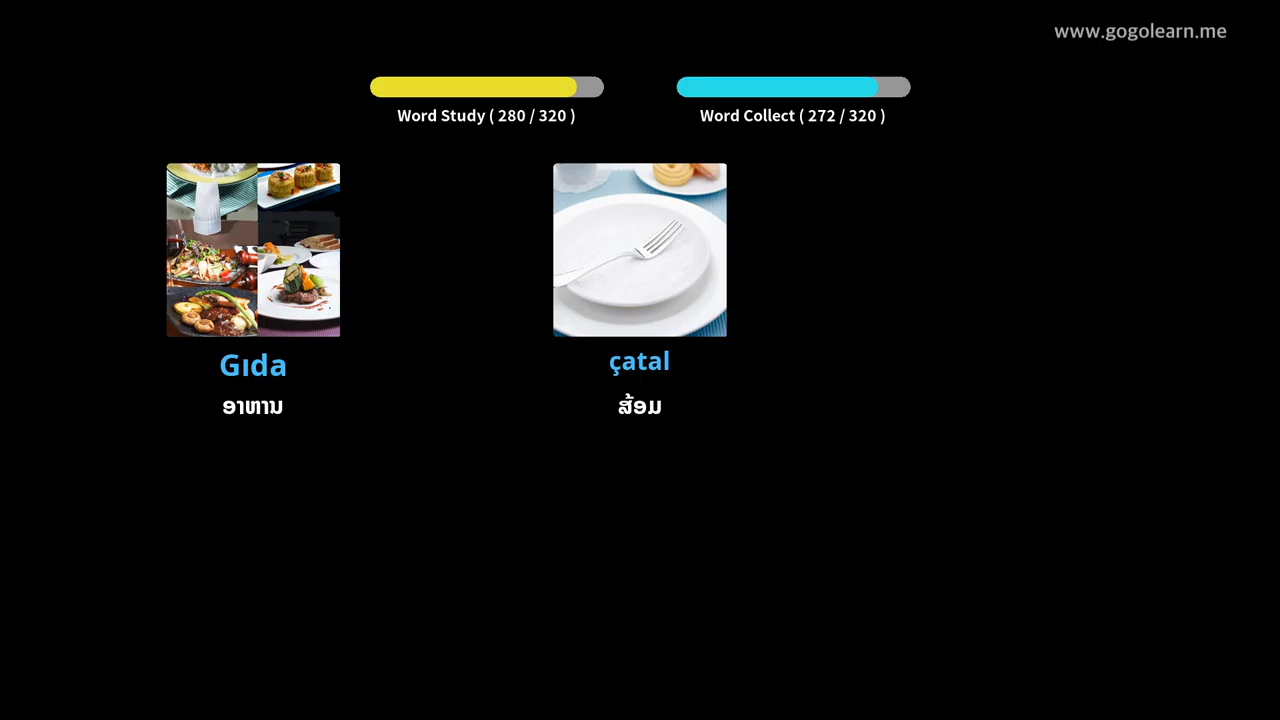 www.gogolearn.me
Word Study ( 280 / 320 )
Word Collect ( 272 / 320 )
Gıda
çatal
ອາຫານ
ສ້ອມ